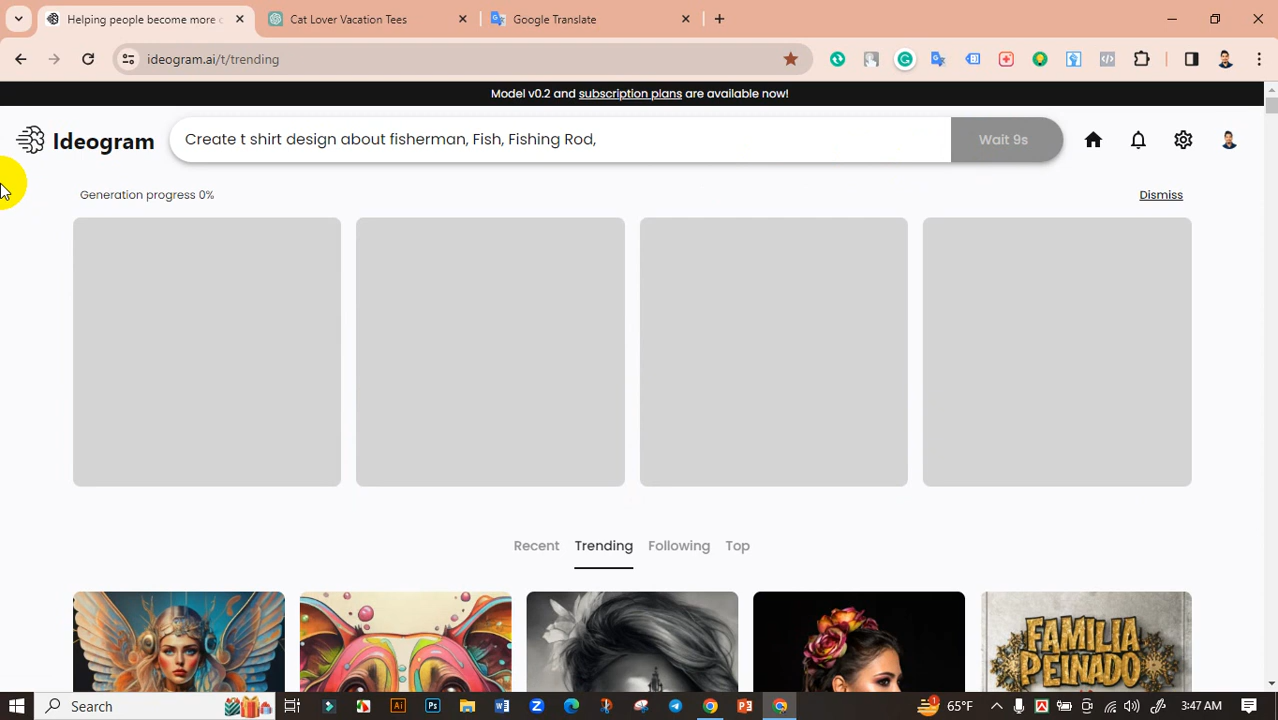 Helping people become more c
Cat Lover Vacation Tees
Google Translate
ideogram.ai/t/trending
Model v0.2 and subscription plans are available now!
Ideogram
Create t shirt design about fisherman, Fish, Fishing Rod,
Wait 9s
Generation progress 0%
Dismiss
Recent
Trending
Following
Top
FAMILIA
PEINADO
Search
65°F
3:47 AM